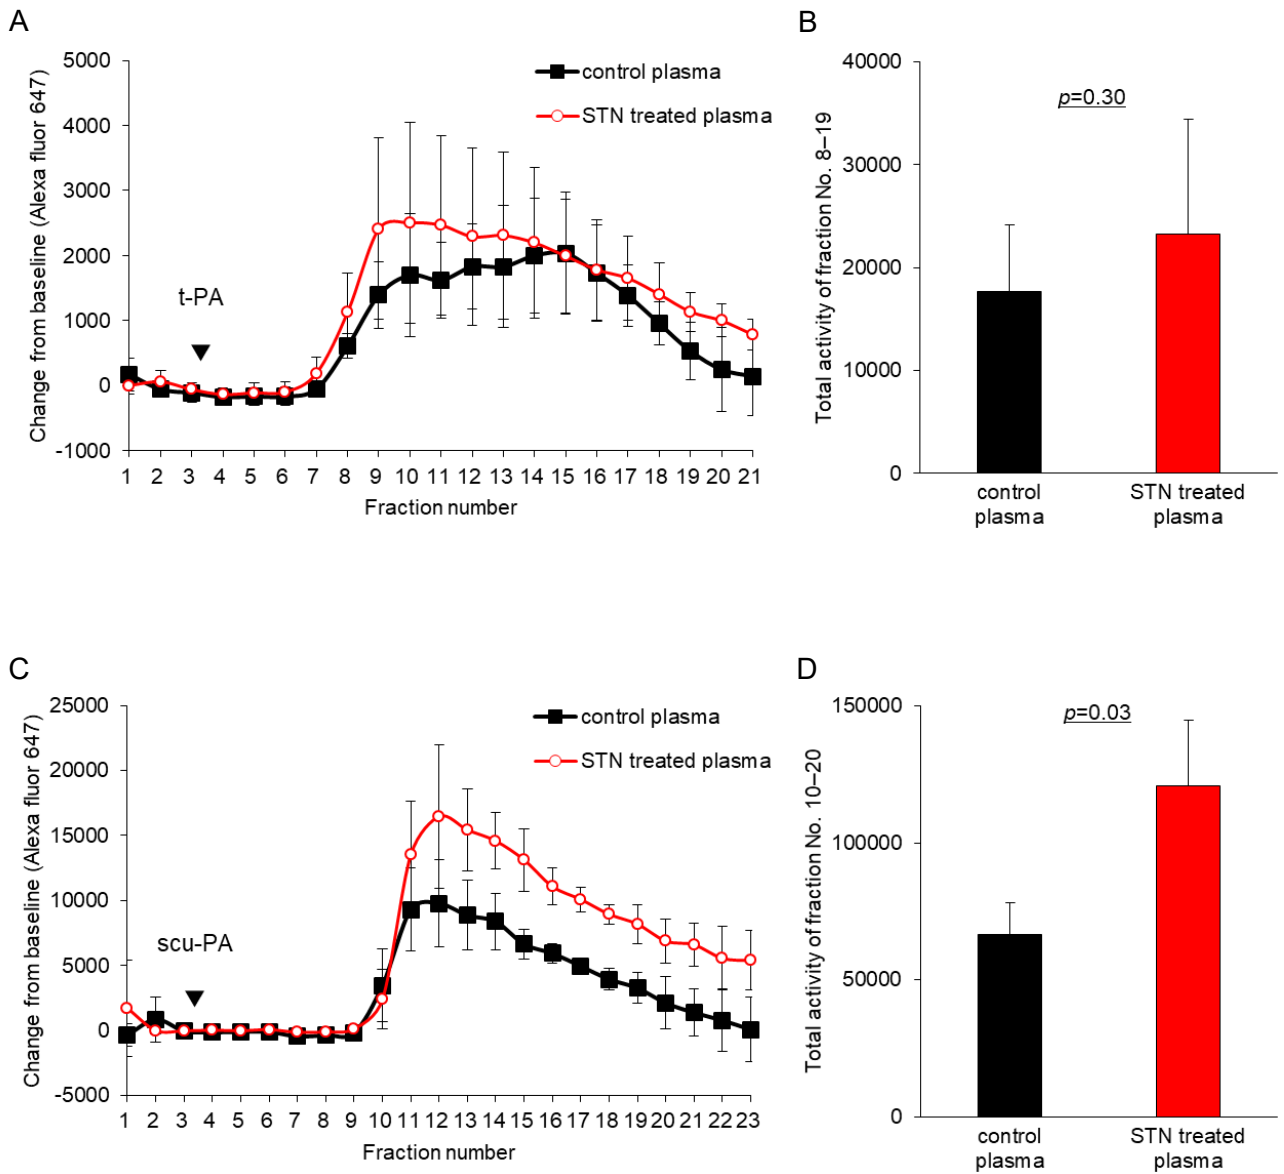 A
Change from baseline (Alexa fluor 647)
5000
4000
3000
2000
1000
0
-1000
control plasma
STN treated plasma
t-PA
1 2 3 4 5 6 7 8 9 10 11 12 13 14 15 16 17 18 19 20 21
Fraction number
B
Total activity of fraction No. 8–19
40000
30000
20000
10000
0
p=0.30
control
plasma
STN treated
plasma
C
Change from baseline (Alexa fluor 647)
25000
20000
15000
10000
5000
0
-5000
control plasma
STN treated plasma
scu-PA
1 2 3 4 5 6 7 8 9 10 11 12 13 14 15 16 17 18 19 20 21 22 23
Fraction number
D
Total activity of fraction No. 10–20
150000
100000
50000
0
p=0.03
control
plasma
STN treated
plasma